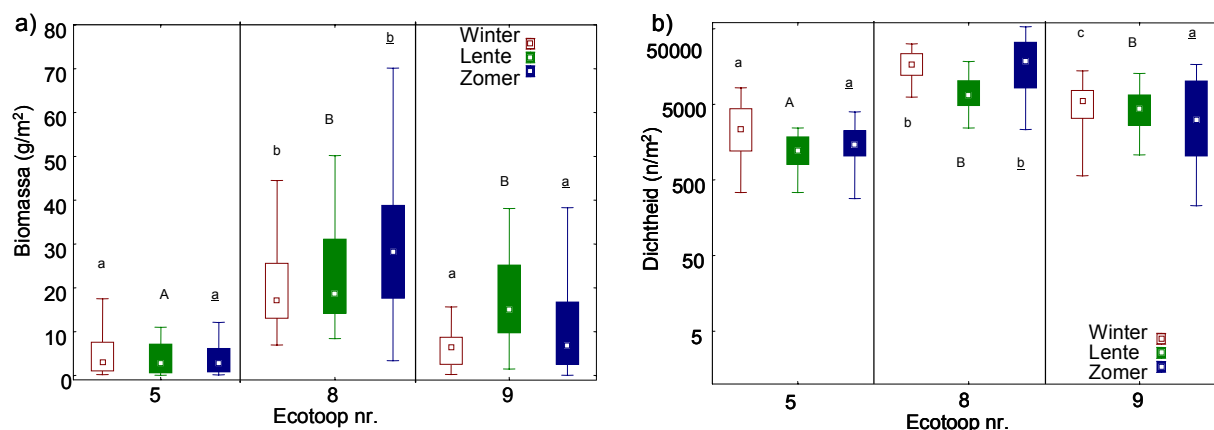 a)
Biomassa (g/m²)
80
70
60
50
40
30
20
10
0
Winter
Lente
Zomer
a A a
b B b
a B a
5 8 9
Ecotoop nr.
b)
Dichtheid (n/m²)
50000
5000
500
50
5
a A a
b B b
c B a
Winter
Lente
Zomer
5 8 9
Ecotoop nr.